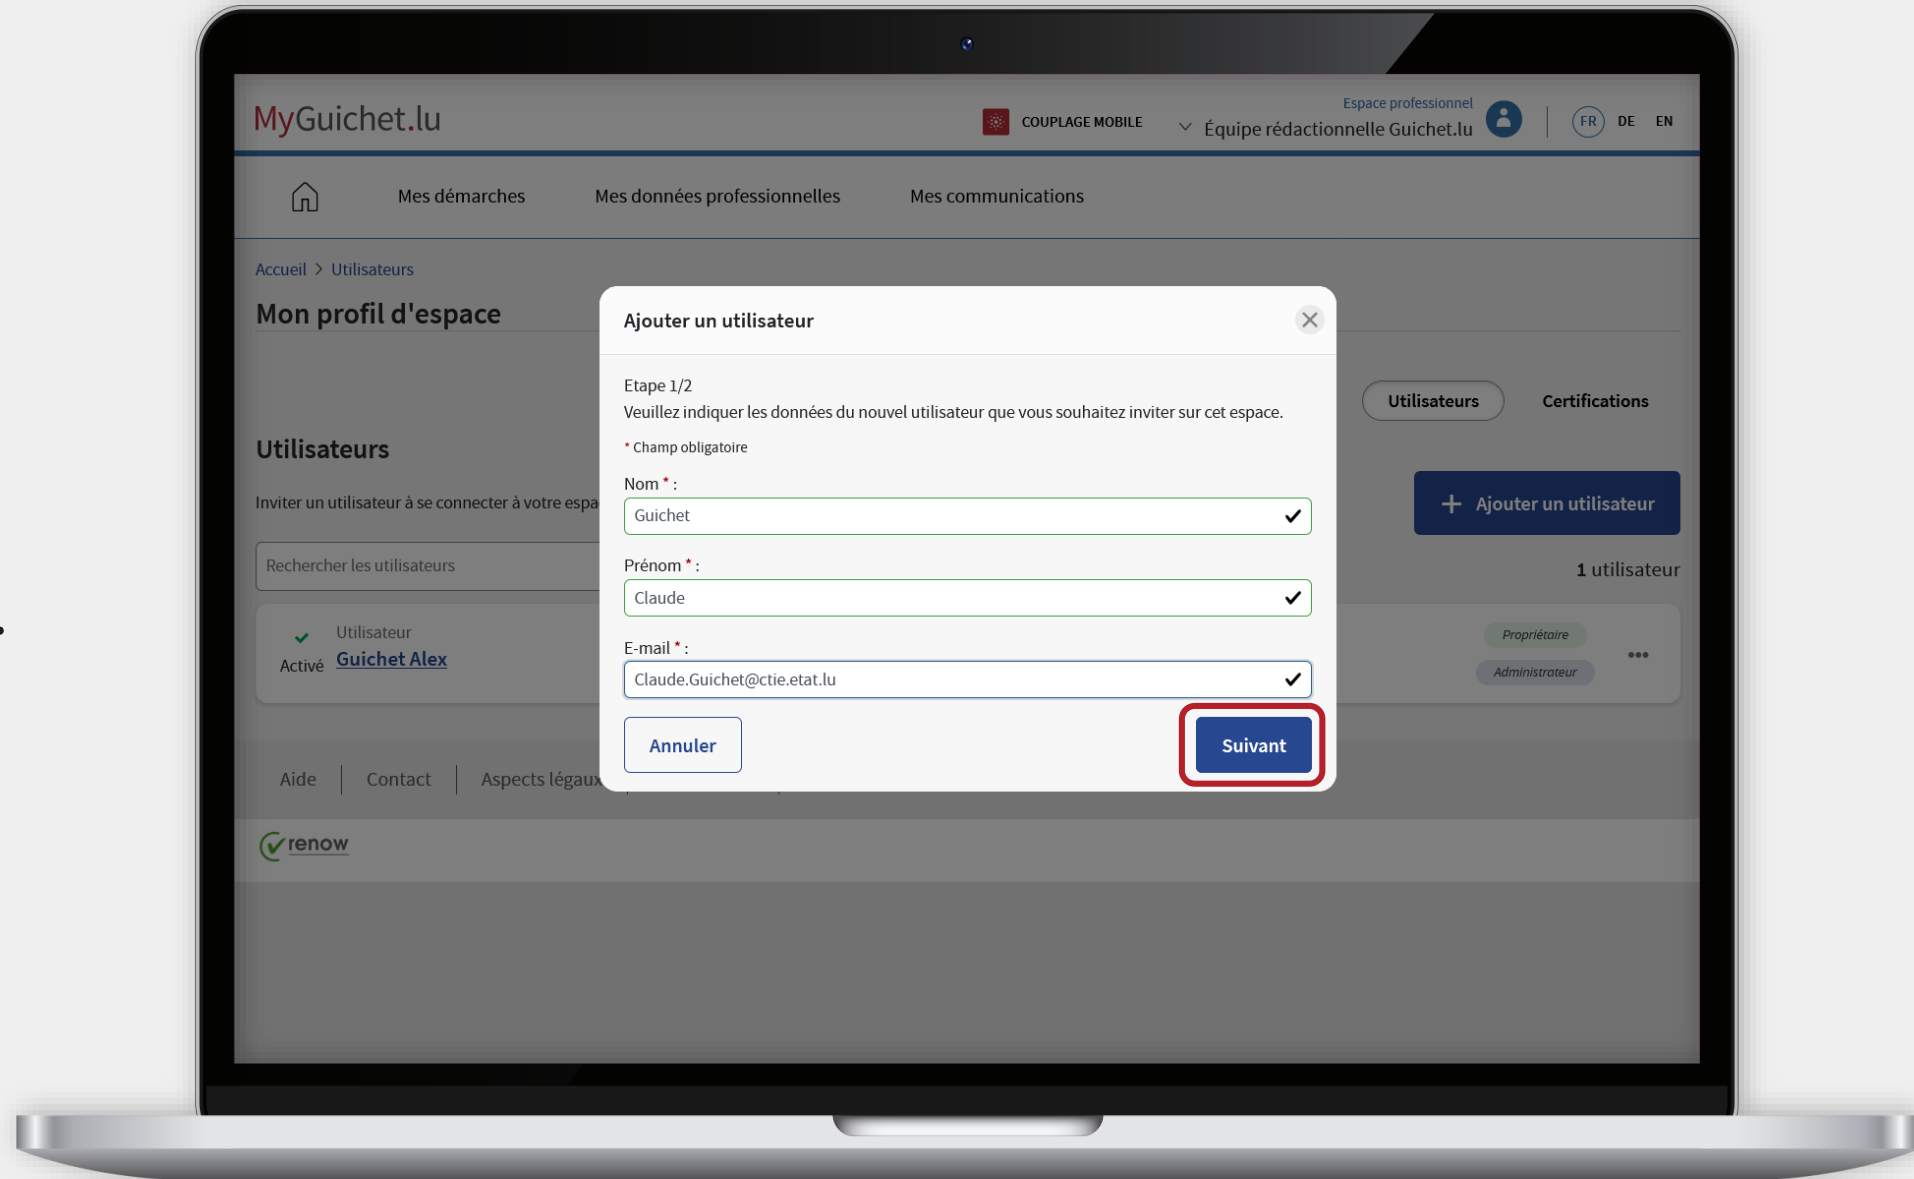 MyGuichet.lu
COUPLAGE MOBILE
Espace professionnel
Équipe rédactionnelle Guichet.lu
FR DE EN
Mes démarches Mes données professionnelles Mes communications
Accueil > Utilisateurs
Mon profil d'espace
Utilisateurs Certifications
Utilisateurs
Inviter un utilisateur à se connecter à votre espa
+ Ajouter un utilisateur
Rechercher les utilisateurs
1 utilisateur
Utilisateur
Activé
Guichet Alex
Propriétaire
Administrateur
Ajouter un utilisateur
Etape 1/2
Veuillez indiquer les données du nouvel utilisateur que vous souhaitez inviter sur cet espace.
* Champ obligatoire
Nom * :
Guichet
Prénom * :
Claude
E-mail * :
Claude.Guichet@ctie.etat.lu
Annuler Suivant
Aide Contact Aspects légaux
renow